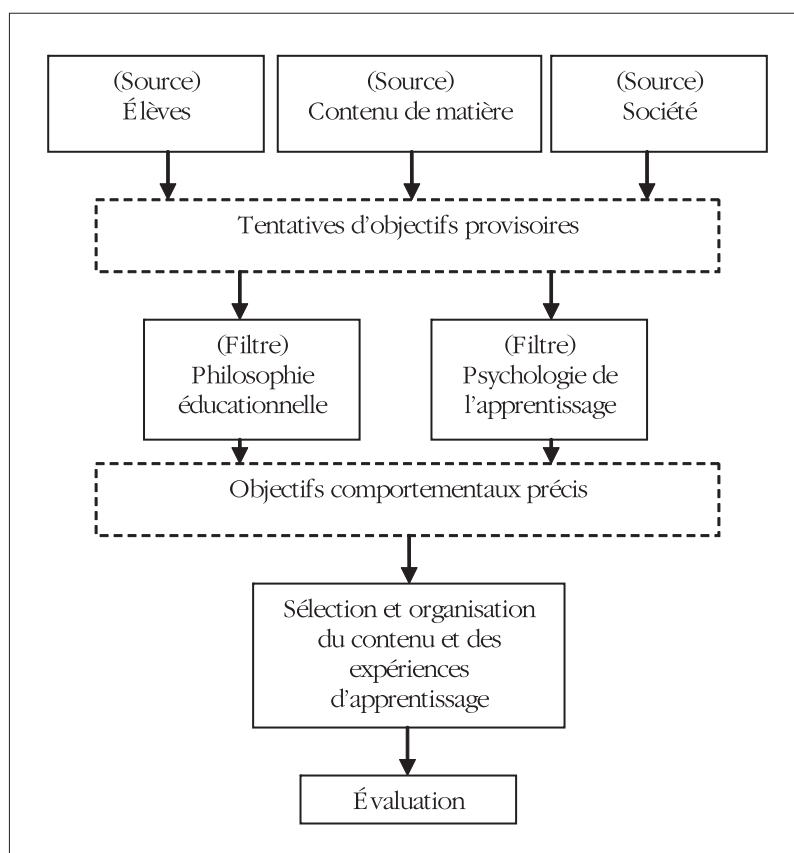 (Source)
Élèves
(Source)
Contenu de matière
(Source)
Société
Tentatives d'objectifs provisoires
(Filtre)
Philosophie
éducationnelle
(Filtre)
Psychologie de
l'apprentissage
Objectifs comportementaux précis
Sélection et organisation
du contenu et des
expériences
d'apprentissage
Évaluation